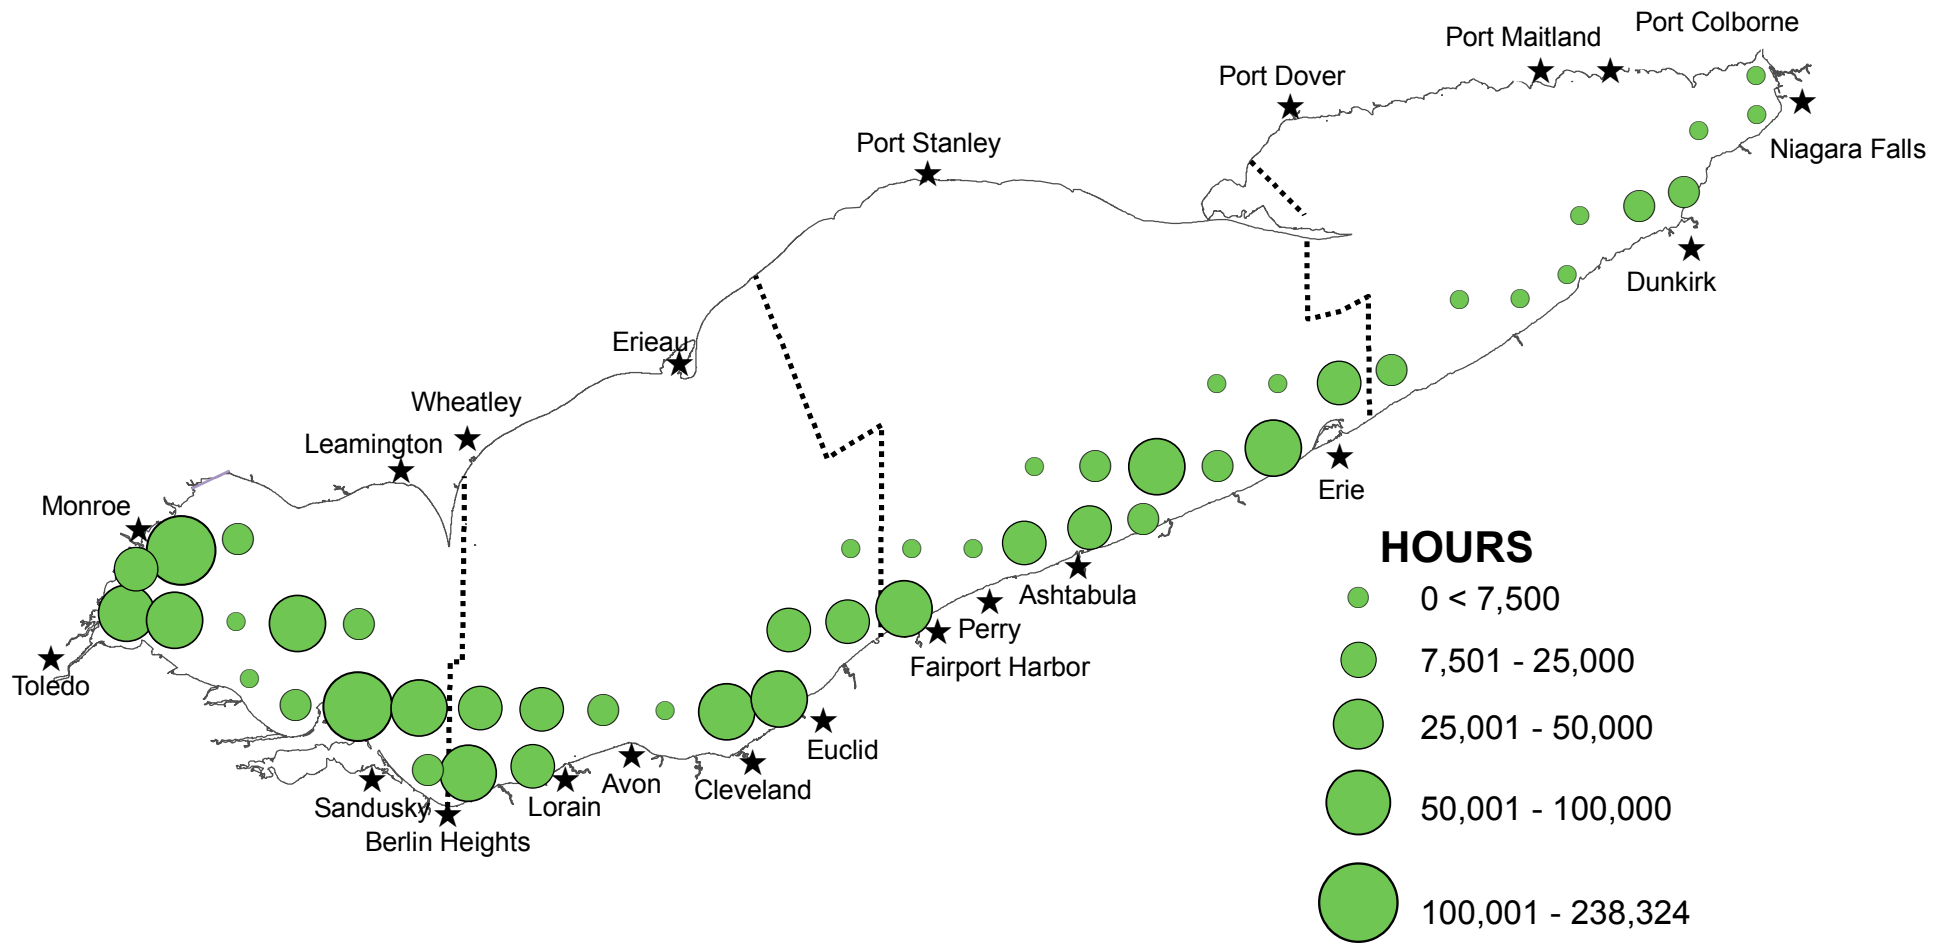 Port Colborne
Port Maitland
Port Dover
Port Stanley
Niagara Falls
Dunkirk
Erieau
Wheatley
Leamington
Monroe
Erie
HOURS
Ashtabula
0 < 7,500
Perry
Fairport Harbor
7,501 - 25,000
Toledo
25,001 - 50,000
Euclid
Avon
Cleveland
Sandusky
Lorain
50,001 - 100,000
Berlin Heights
100,001 - 238,324